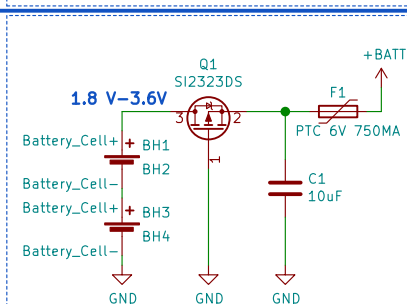 +BATT
Q1
SI2323DS
1.8 V-3.6V
F1
3
2
PTC 6V 750MA
Battery_Cell+
+
BH1
1
BH2
Battery_Cell-
C1
10uF
Battery_Cell+
+
BH3
BH4
Battery_Cell-
GND
GND
GND